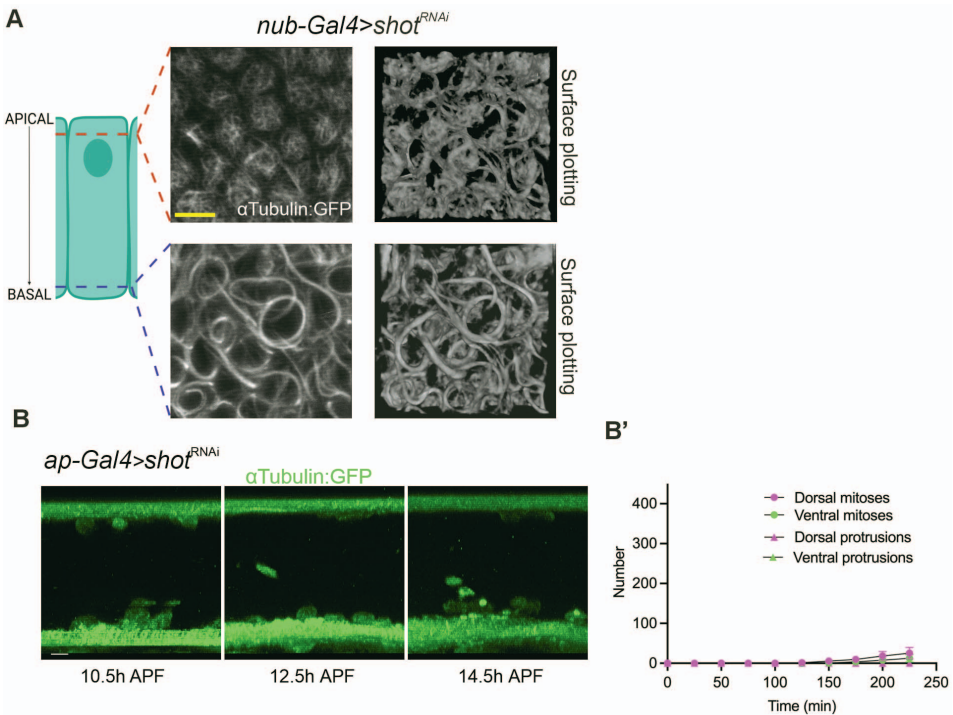 A
nub-Gal4>shotRNAi
APICAL
BASAL
αTubulin:GFP
Surface plotting
Surface plotting
B
ap-Gal4>shotRNAi
αTubulin:GFP
10.5h APF
12.5h APF
14.5h APF
B'
Number
400
300
200
100
0
Dorsal mitoses
Ventral mitoses
Dorsal protrusions
Ventral protrusions
0 50 100 150 200 250
Time (min)